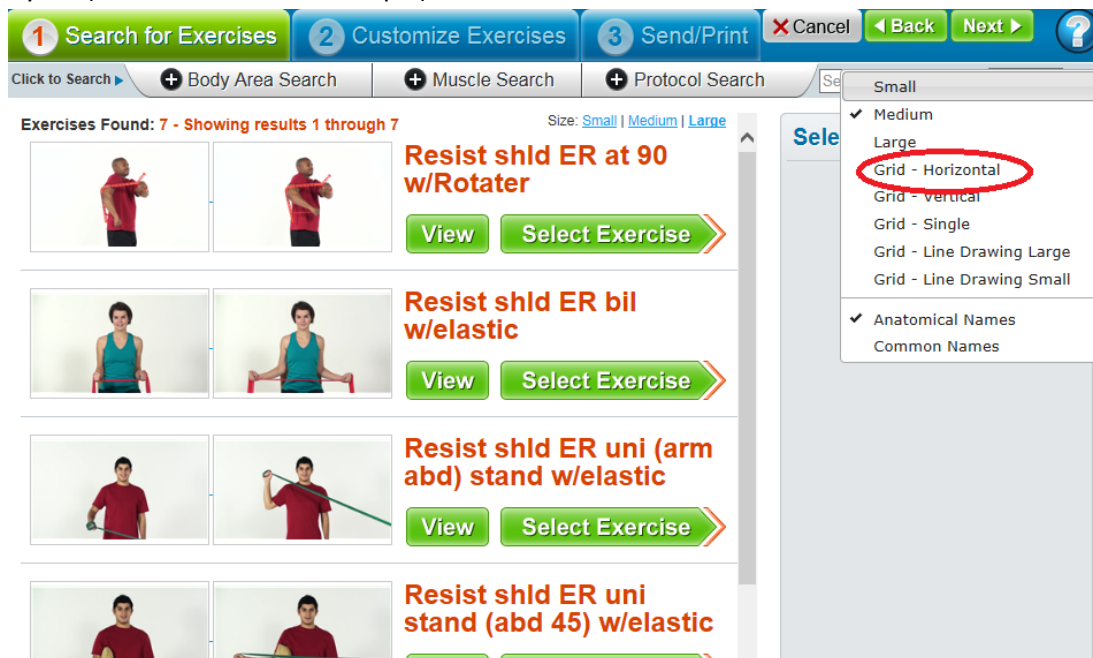 1 Search for Exercises 2 Customize Exercises 3 Send/Print Cancel Back Next ?
Click to Search Body Area Search Muscle Search Protocol Search Se
Exercises Found: 7 - Showing results 1 through 7 Size: Small | Medium | Large
Resist shld ER at 90
w/Rotater
View Select Exercise
Resist shld ER bil
w/elastic
View Select Exercise
Resist shld ER uni (arm
abd) stand w/elastic
View Select Exercise
Resist shld ER uni
stand (abd 45) w/elastic
Sele
Small
Medium
Large
Grid - Horizontal
Grid - Vertical
Grid - Single
Grid - Line Drawing Large
Grid - Line Drawing Small
Anatomical Names
Common Names